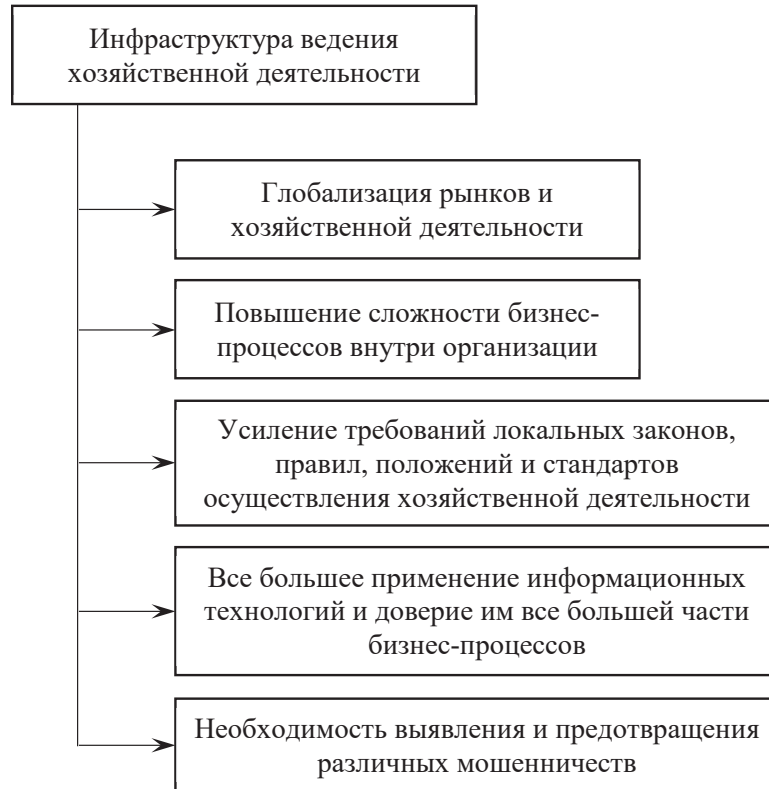 Инфраструктура ведения
хозяйственной деятельности
Глобализация рынков и
хозяйственной деятельности
Повышение сложности бизнес-
процессов внутри организации
Усиление требований локальных законов,
правил, положений и стандартов
осуществления хозяйственной деятельности
Все большее применение информационных
технологий и доверие им все большей части
бизнес-процессов
Необходимость выявления и предотвращения
различных мошенничеств